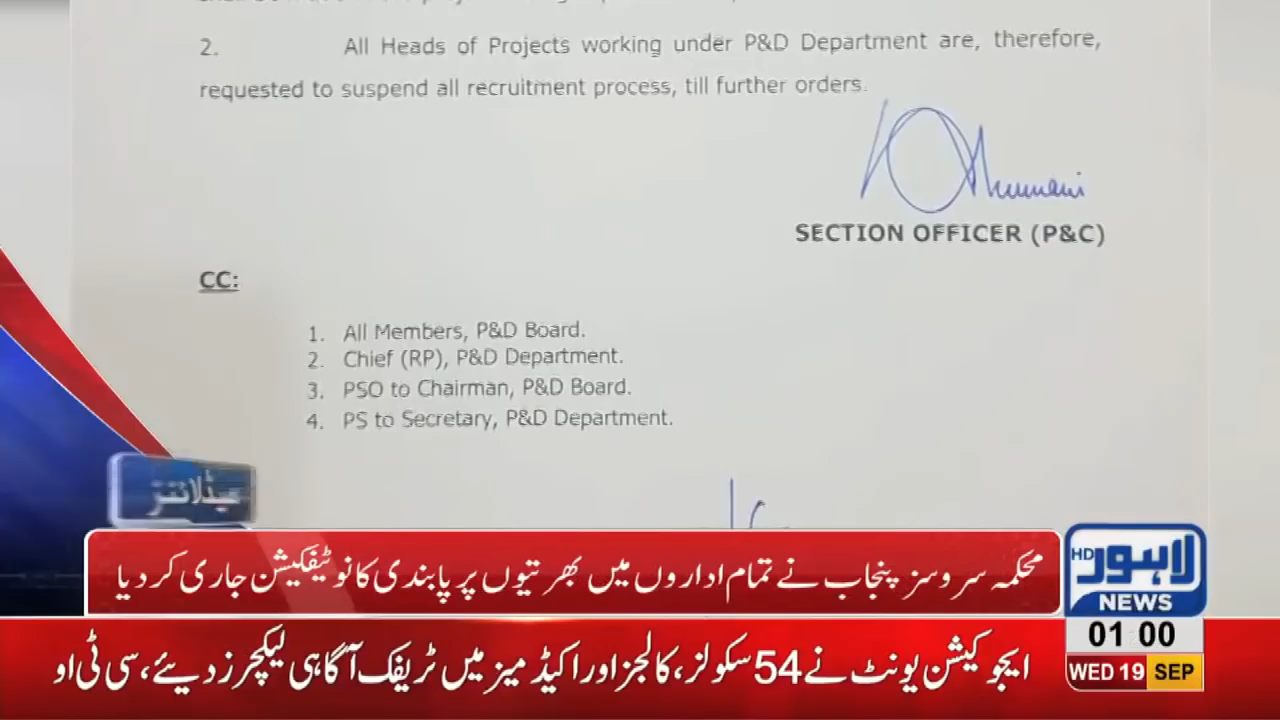 2. All Heads of Projects working under P&D Department are, therefore,
requested to suspend all recruitment process, till further orders.
SECTION OFFICER (P&C)
CC:
1. All Members, P&D Board.
2. Chief (RP), P&D Department.
3. PSO to Chairman, P&D Board.
4. PS to Secretary, P&D Department.
ہیڈلائنز
محکمہ سروسز پنجاب نے تمام اداروں میں بھرتیوں پر پابندی کا نوٹیفکیشن جاری کر دیا
HD لاہور
NEWS
01:00
WED 19 SEP
ایجوکیشن یونٹ نے 54 سکولز، کالجز اور اکیڈمیز میں ٹریفک آگاہی لیکچرز دیئے، سی ٹی او